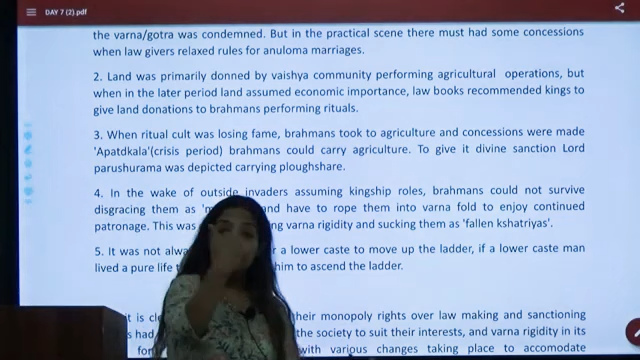 DAY 7 (2).pdf
the varna/gotra was condemned. But in the practical scene there must had some concessions
when law givers relaxed rules for anuloma marriages.
2. Land was primarily donned by vaishya community performing agricultural operations, but
when in the later period land assumed economic importance, law books recommended kings to
give land donations to brahmans performing rituals.
3. When ritual cult was losing fame, brahmans took to agriculture and concessions were made
'Apatdkala'(crisis period) brahmans could carry agriculture. To give it divine sanction Lord
parushurama was depicted carrying ploughshare.
4. In the wake of outside invaders assuming kingship roles, brahmans could not survive
disgracing them as and have to rope them into varna fold to enjoy continued
patronage. This was varna rigidity and sucking them as 'fallen kshatriyas'.
5. It was not a lower caste to move up the ladder, if a lower caste man
lived a pure life him to ascend the ladder.
it is their monopoly rights over law making and sanctioning
had the society to suit their interests, and varna rigidity in its
with various changes taking place to accomodate